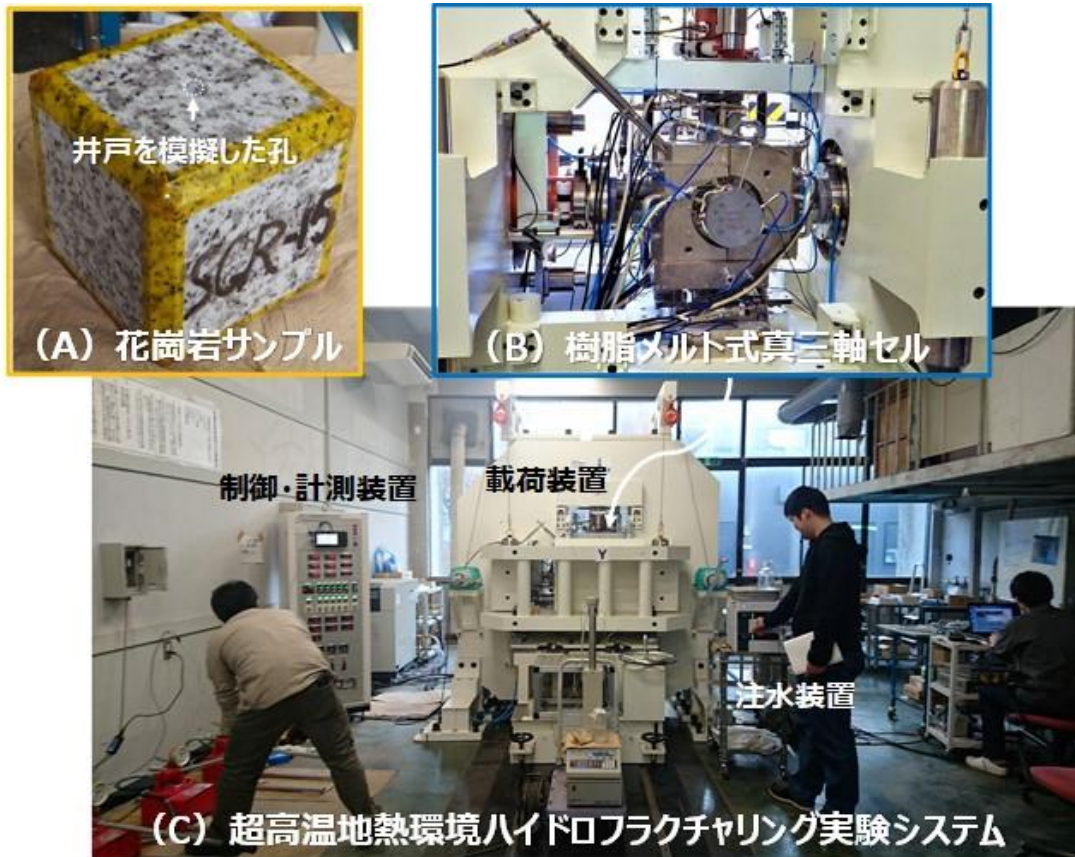 井戸を模擬した孔
SGR-15
(A) 花崗岩サンプル
(B) 樹脂メルト式真三軸セル
制御・計測装置
載荷装置
Y
注水装置
(C) 超高温地熱環境ハイドロフラクチャリング実験システム